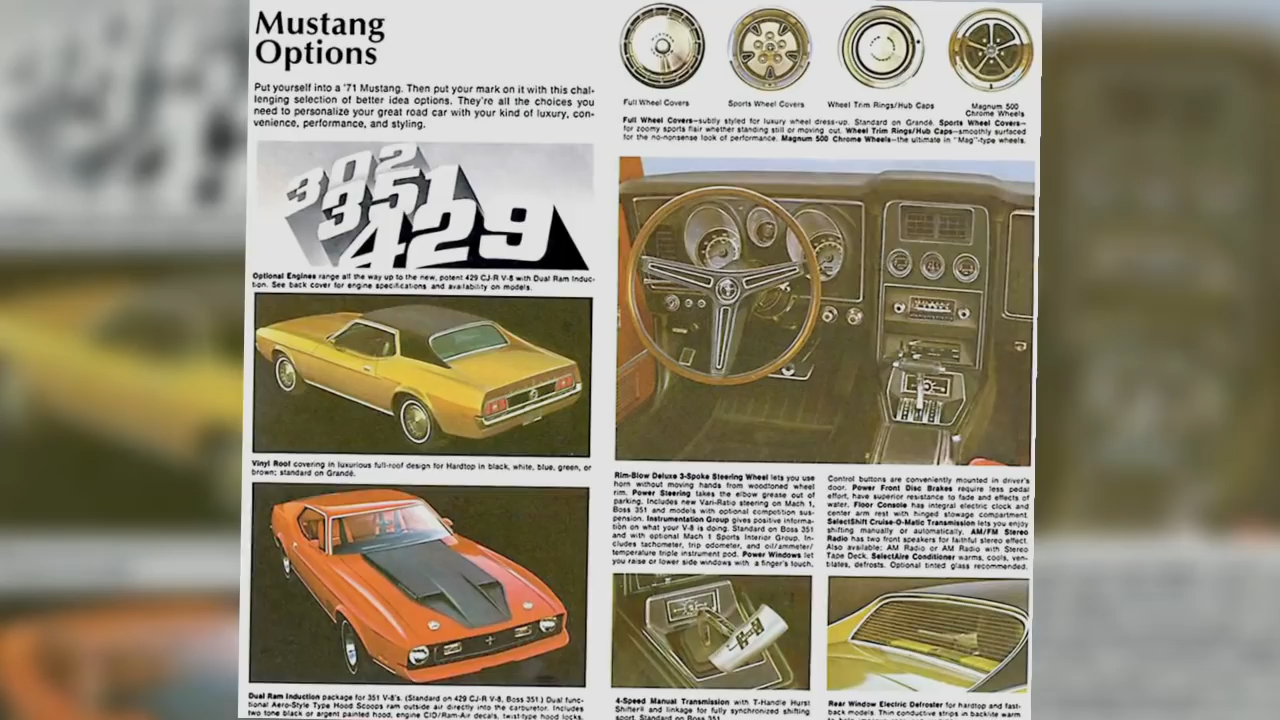 Mustang
Options
Put yourself into a '71 Mustang. Then put your mark on it with this chal-
lenging selection of better idea options. They're all the choices you
need to personalize your great road car with your kind of luxury, con-
venience, performance, and styling.
302
351
429
Optional Engines range all the way up to the new, potent 429 CJ-R V-8 with Dual Ram Induc-
tion. See back cover for engine specifications and availability on models.
Vinyl Roof covering in luxurious full-roof design for Hardtop in black, white, blue, green, or
brown; standard on Grandé.
Dual Ram Induction package for 351 V-8's. (Standard on 429 CJ-R V-8, Boss 351.) Dual func-
tional Aero-Style Type Hood Scoops ram outside air directly into the carburetor. Includes
two tone black or argent painted hood, engine CID/Ram-Air decals, twist-type hood locks.
Full Wheel Covers
Sports Wheel Covers
Wheel Trim Rings/Hub Caps
Magnum 500
Chrome Wheels
Full Wheel Covers—subtly styled for luxury wheel dress-up. Standard on Grandé. Sports Wheel Covers—
for zoomy sports flair whether standing still or moving out. Wheel Trim Rings/Hub Caps—smoothly surfaced
for the no-nonsense look of performance. Magnum 500 Chrome Wheels—the ultimate in "Mag"-type wheels.
Rim-Blow Deluxe 3-Spoke Steering Wheel lets you use
horn without moving hands from woodtoned wheel
rim. Power Steering takes the elbow grease out of
parking. Includes new Vari-Ratio steering on Mach 1,
Boss 351 and models with optional competition sus-
pension. Instrumentation Group gives positive informa-
tion on what your V-8 is doing. Standard on Boss 351
and with optional Mach 1 Sports Interior Group. In-
cludes tachometer, trip odometer, and oil/ammeter/
temperature triple instrument pod. Power Windows let
you raise or lower side windows with a finger's touch.
Control buttons are conveniently mounted in driver's
door. Power Front Disc Brakes require less pedal
effort, have superior resistance to fade and effects of
water. Floor Console has integral electric clock and
center arm rest with hinged stowage compartment.
SelectShift Cruise-O-Matic Transmission lets you enjoy
shifting manually or automatically. AM/FM Stereo
Radio has two front speakers for faithful stereo effect.
Also available: AM Radio or AM Radio with Stereo
Tape Deck. SelectAire Conditioner warms, cools, ven-
tilates, defrosts. Optional tinted glass recommended.
4-Speed Manual Transmission with T-Handle Hurst
Shifter® and linkage for fully synchronized shifting
sport. Standard on Boss 351.
Rear Window Electric Defroster for hardtop and fast-
back models. Thin conductive strips in backlite warm